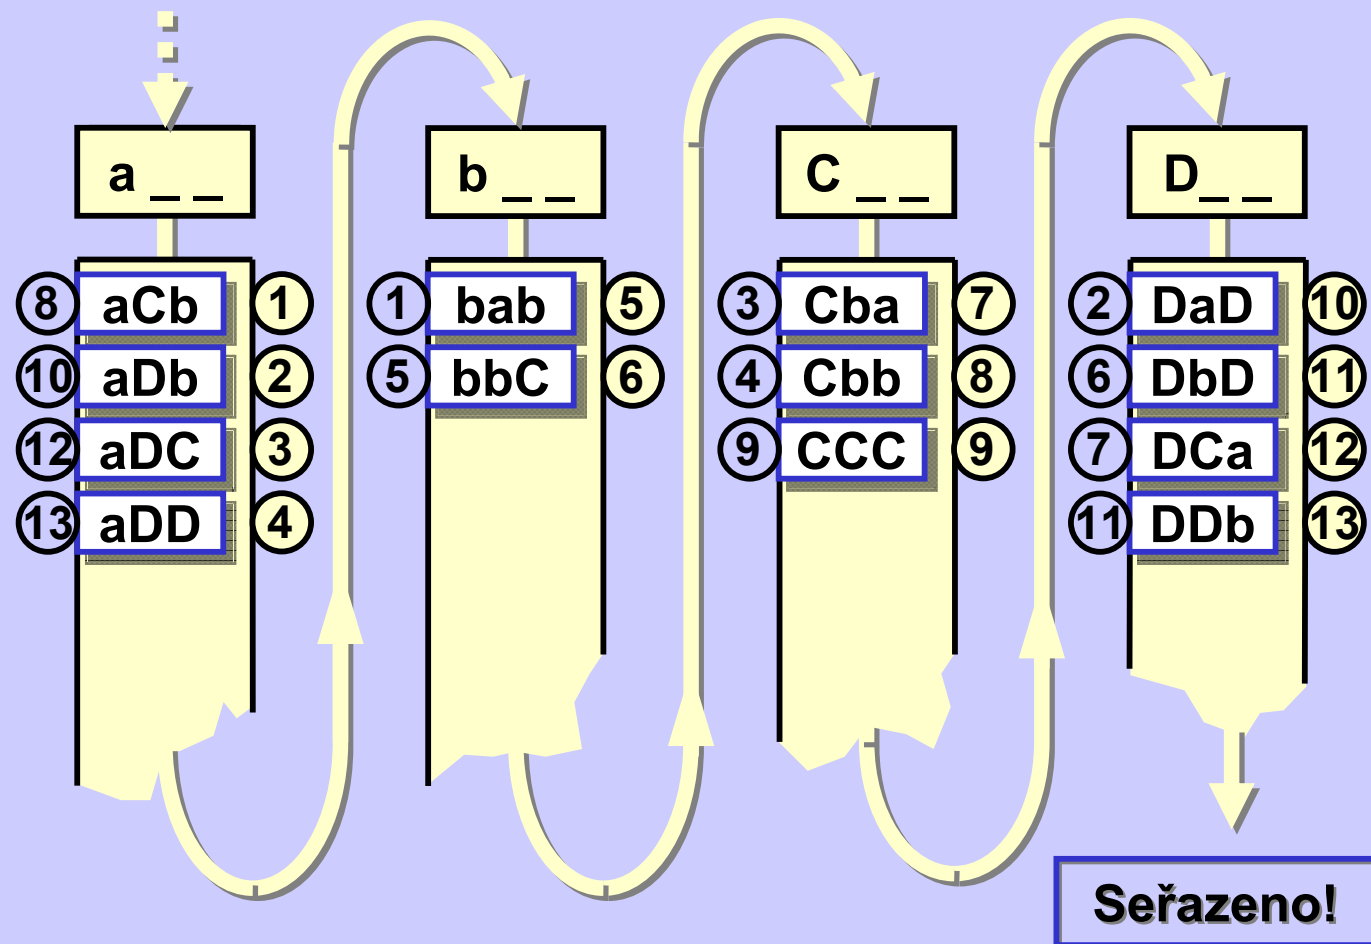 a _ _ b _ _ C _ _ D_ _
8 aCb 1 1 bab 5 3 Cba 7 2 DaD 10
10 aDb 2 5 bbC 6 4 Cbb 8 6 DbD 11
12 aDC 3 9 CCC 9 7 DCa 12
13 aDD 4 11 DDb 13
Seřazeno!